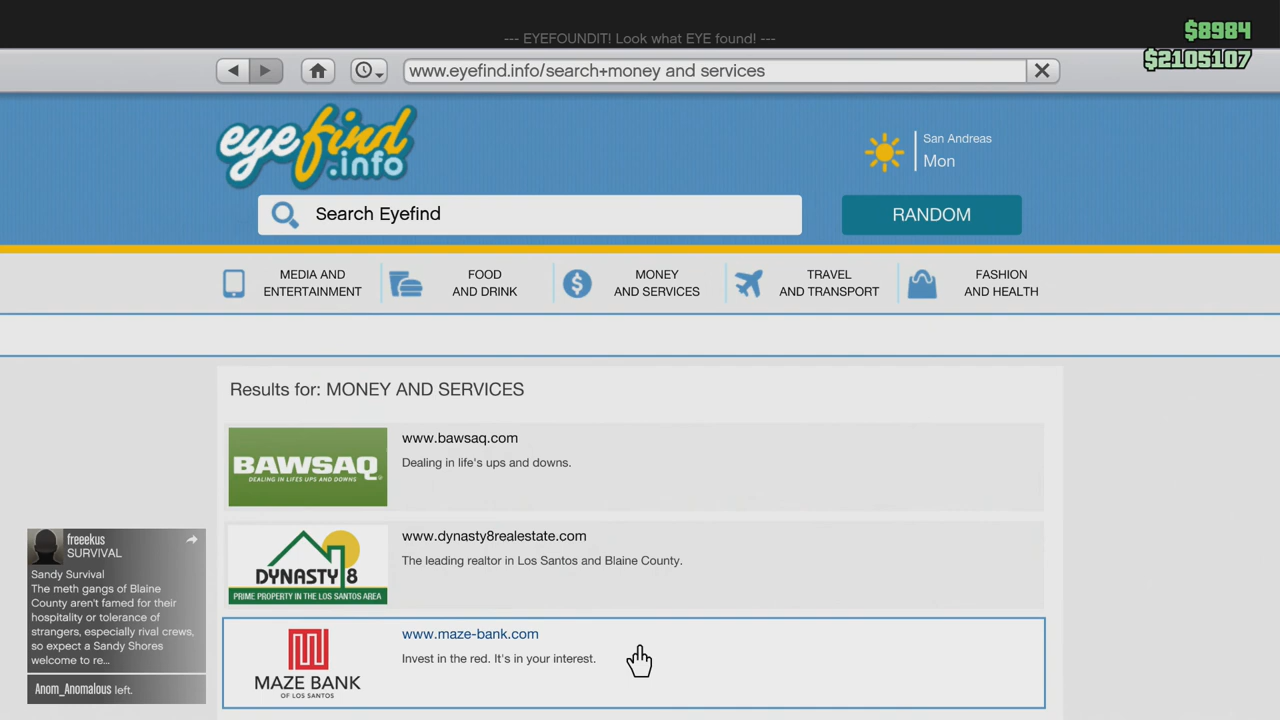 --- EYEFOUNDIT! Look what EYE found! ---
$8984
$2105107
www.eyefind.info/search+money and services
eyefind
.info
San Andreas
Mon
Search Eyefind
RANDOM
MEDIA AND
ENTERTAINMENT
FOOD
AND DRINK
MONEY
AND SERVICES
TRAVEL
AND TRANSPORT
FASHION
AND HEALTH
Results for: MONEY AND SERVICES
BAWSAQ
DEALING IN LIFES UPS AND DOWNS
www.bawsaq.com
Dealing in life's ups and downs.
DYNASTY 8
PRIME PROPERTY IN THE LOS SANTOS AREA
www.dynasty8realestate.com
The leading realtor in Los Santos and Blaine County.
MAZE BANK
OF LOS SANTOS
www.maze-bank.com
Invest in the red. It's in your interest.
freeekus
SURVIVAL
Sandy Survival
The meth gangs of Blaine
County aren't famed for their
hospitality or tolerance of
strangers, especially rival crews,
so expect a Sandy Shores
welcome to re...
Anom_Anomalous left.